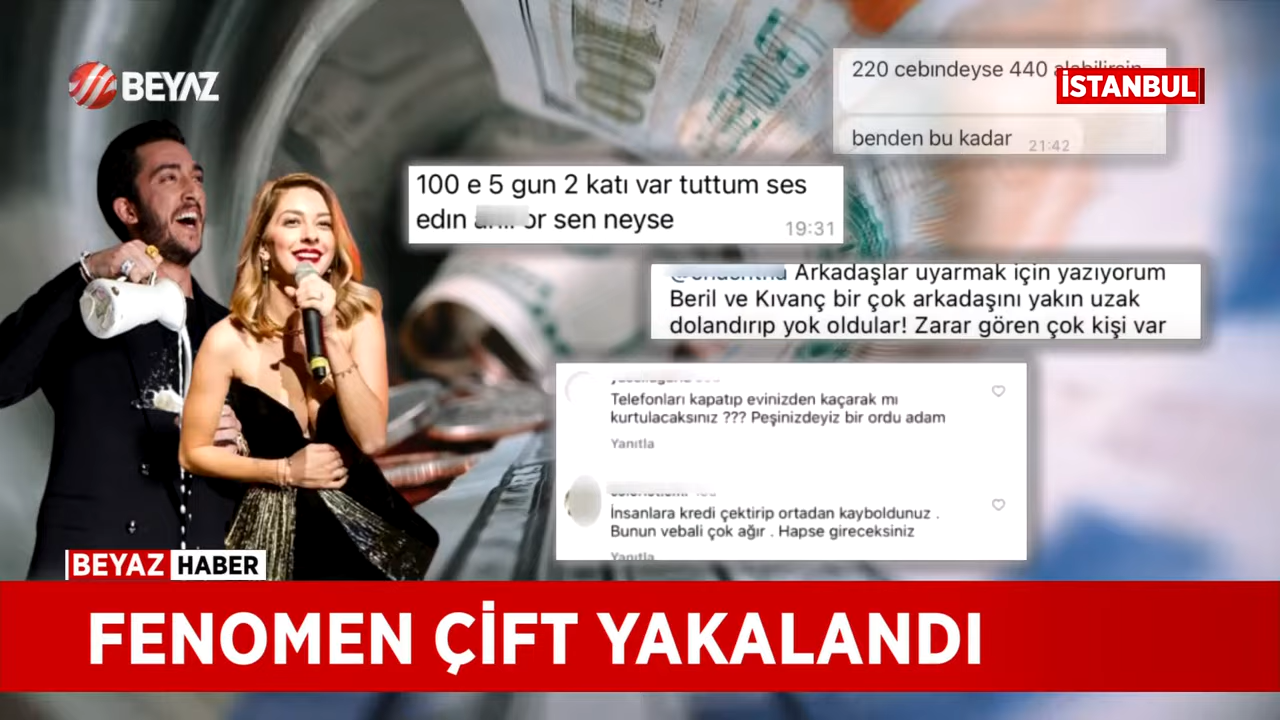 BEYAZ
220 cebındeyse 440
İSTANBUL
benden bu kadar 21:42
100 e 5 gun 2 katı var tuttum ses
edın or sen neyse 19:31
Arkadaşlar uyarmak için yazıyorum
Beril ve Kıvanç bir çok arkadaşını yakın uzak
dolandırıp yok oldular! Zarar gören çok kişi var
Telefonları kapatıp evinizden kaçarak mı
kurtulacaksınız ??? Peşinizdeyiz bir ordu adam
Yanıtla
İnsanlara kredi çektirip ortadan kayboldunuz .
Bunun vebali çok ağır . Hapse gireceksiniz
Yanıtla
BEYAZ HABER
FENOMEN ÇİFT YAKALANDI